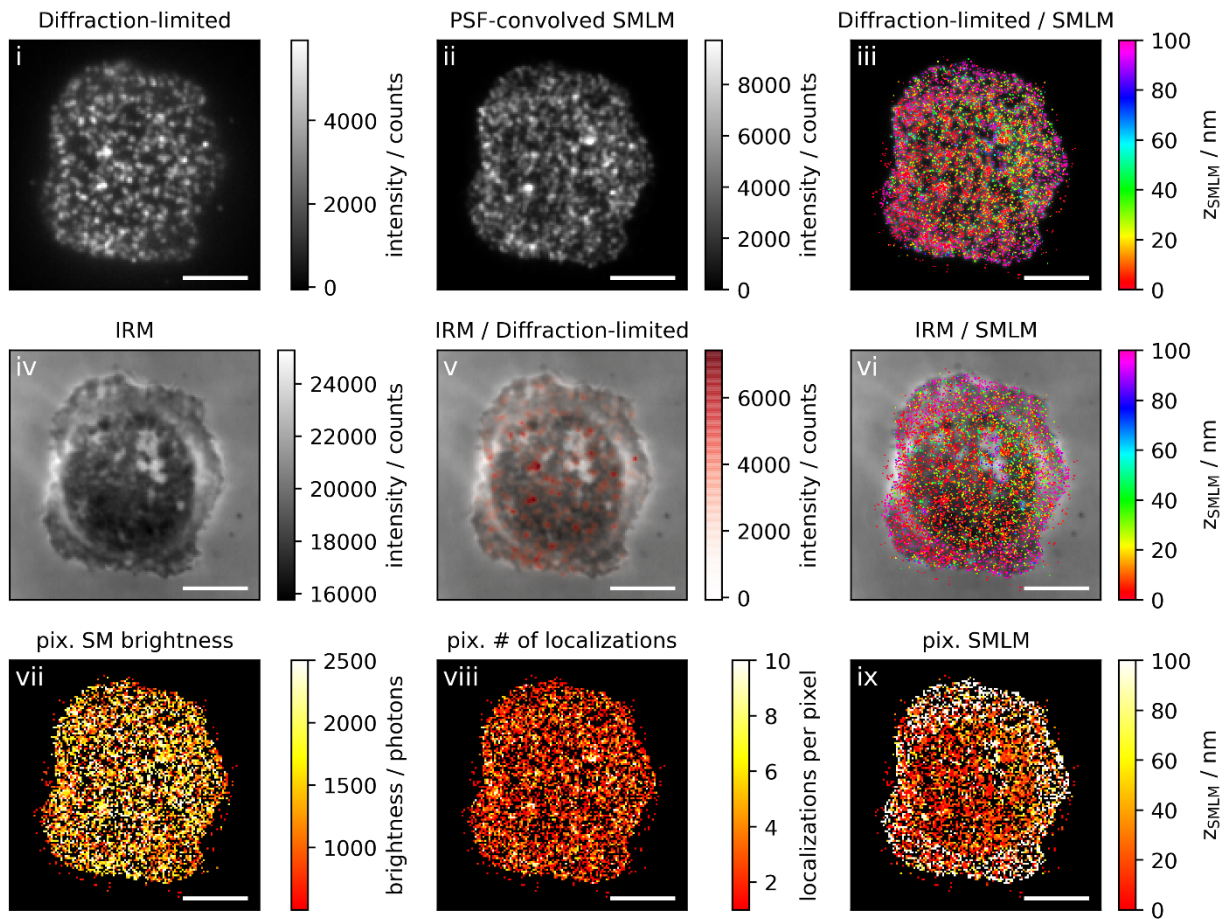 Diffraction-limited
i
4000
2000
0
intensity / counts
PSF-convolved SMLM
ii
8000
6000
4000
2000
0
intensity / counts
Diffraction-limited / SMLM
iii
100
80
60
40
20
0
z_SMLM / nm
IRM
iv
24000
22000
20000
18000
16000
intensity / counts
IRM / Diffraction-limited
v
6000
4000
2000
0
intensity / counts
IRM / SMLM
vi
100
80
60
40
20
0
z_SMLM / nm
pix. SM brightness
vii
2500
2000
1500
1000
brightness / photons
pix. # of localizations
viii
10
8
6
4
2
localizations per pixel
pix. SMLM
ix
100
80
60
40
20
0
z_SMLM / nm